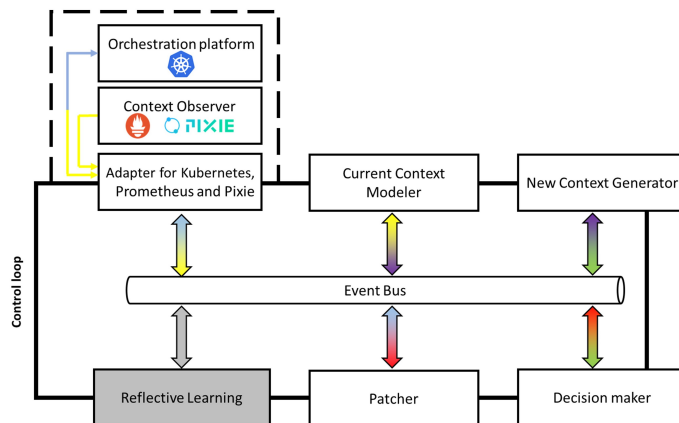 Orchestration platform
Context Observer
PIXIE
Adapter for Kubernetes,
Prometheus and Pixie
Current Context
Modeler
New Context Generator
Control loop
Event Bus
Reflective Learning
Patcher
Decision maker